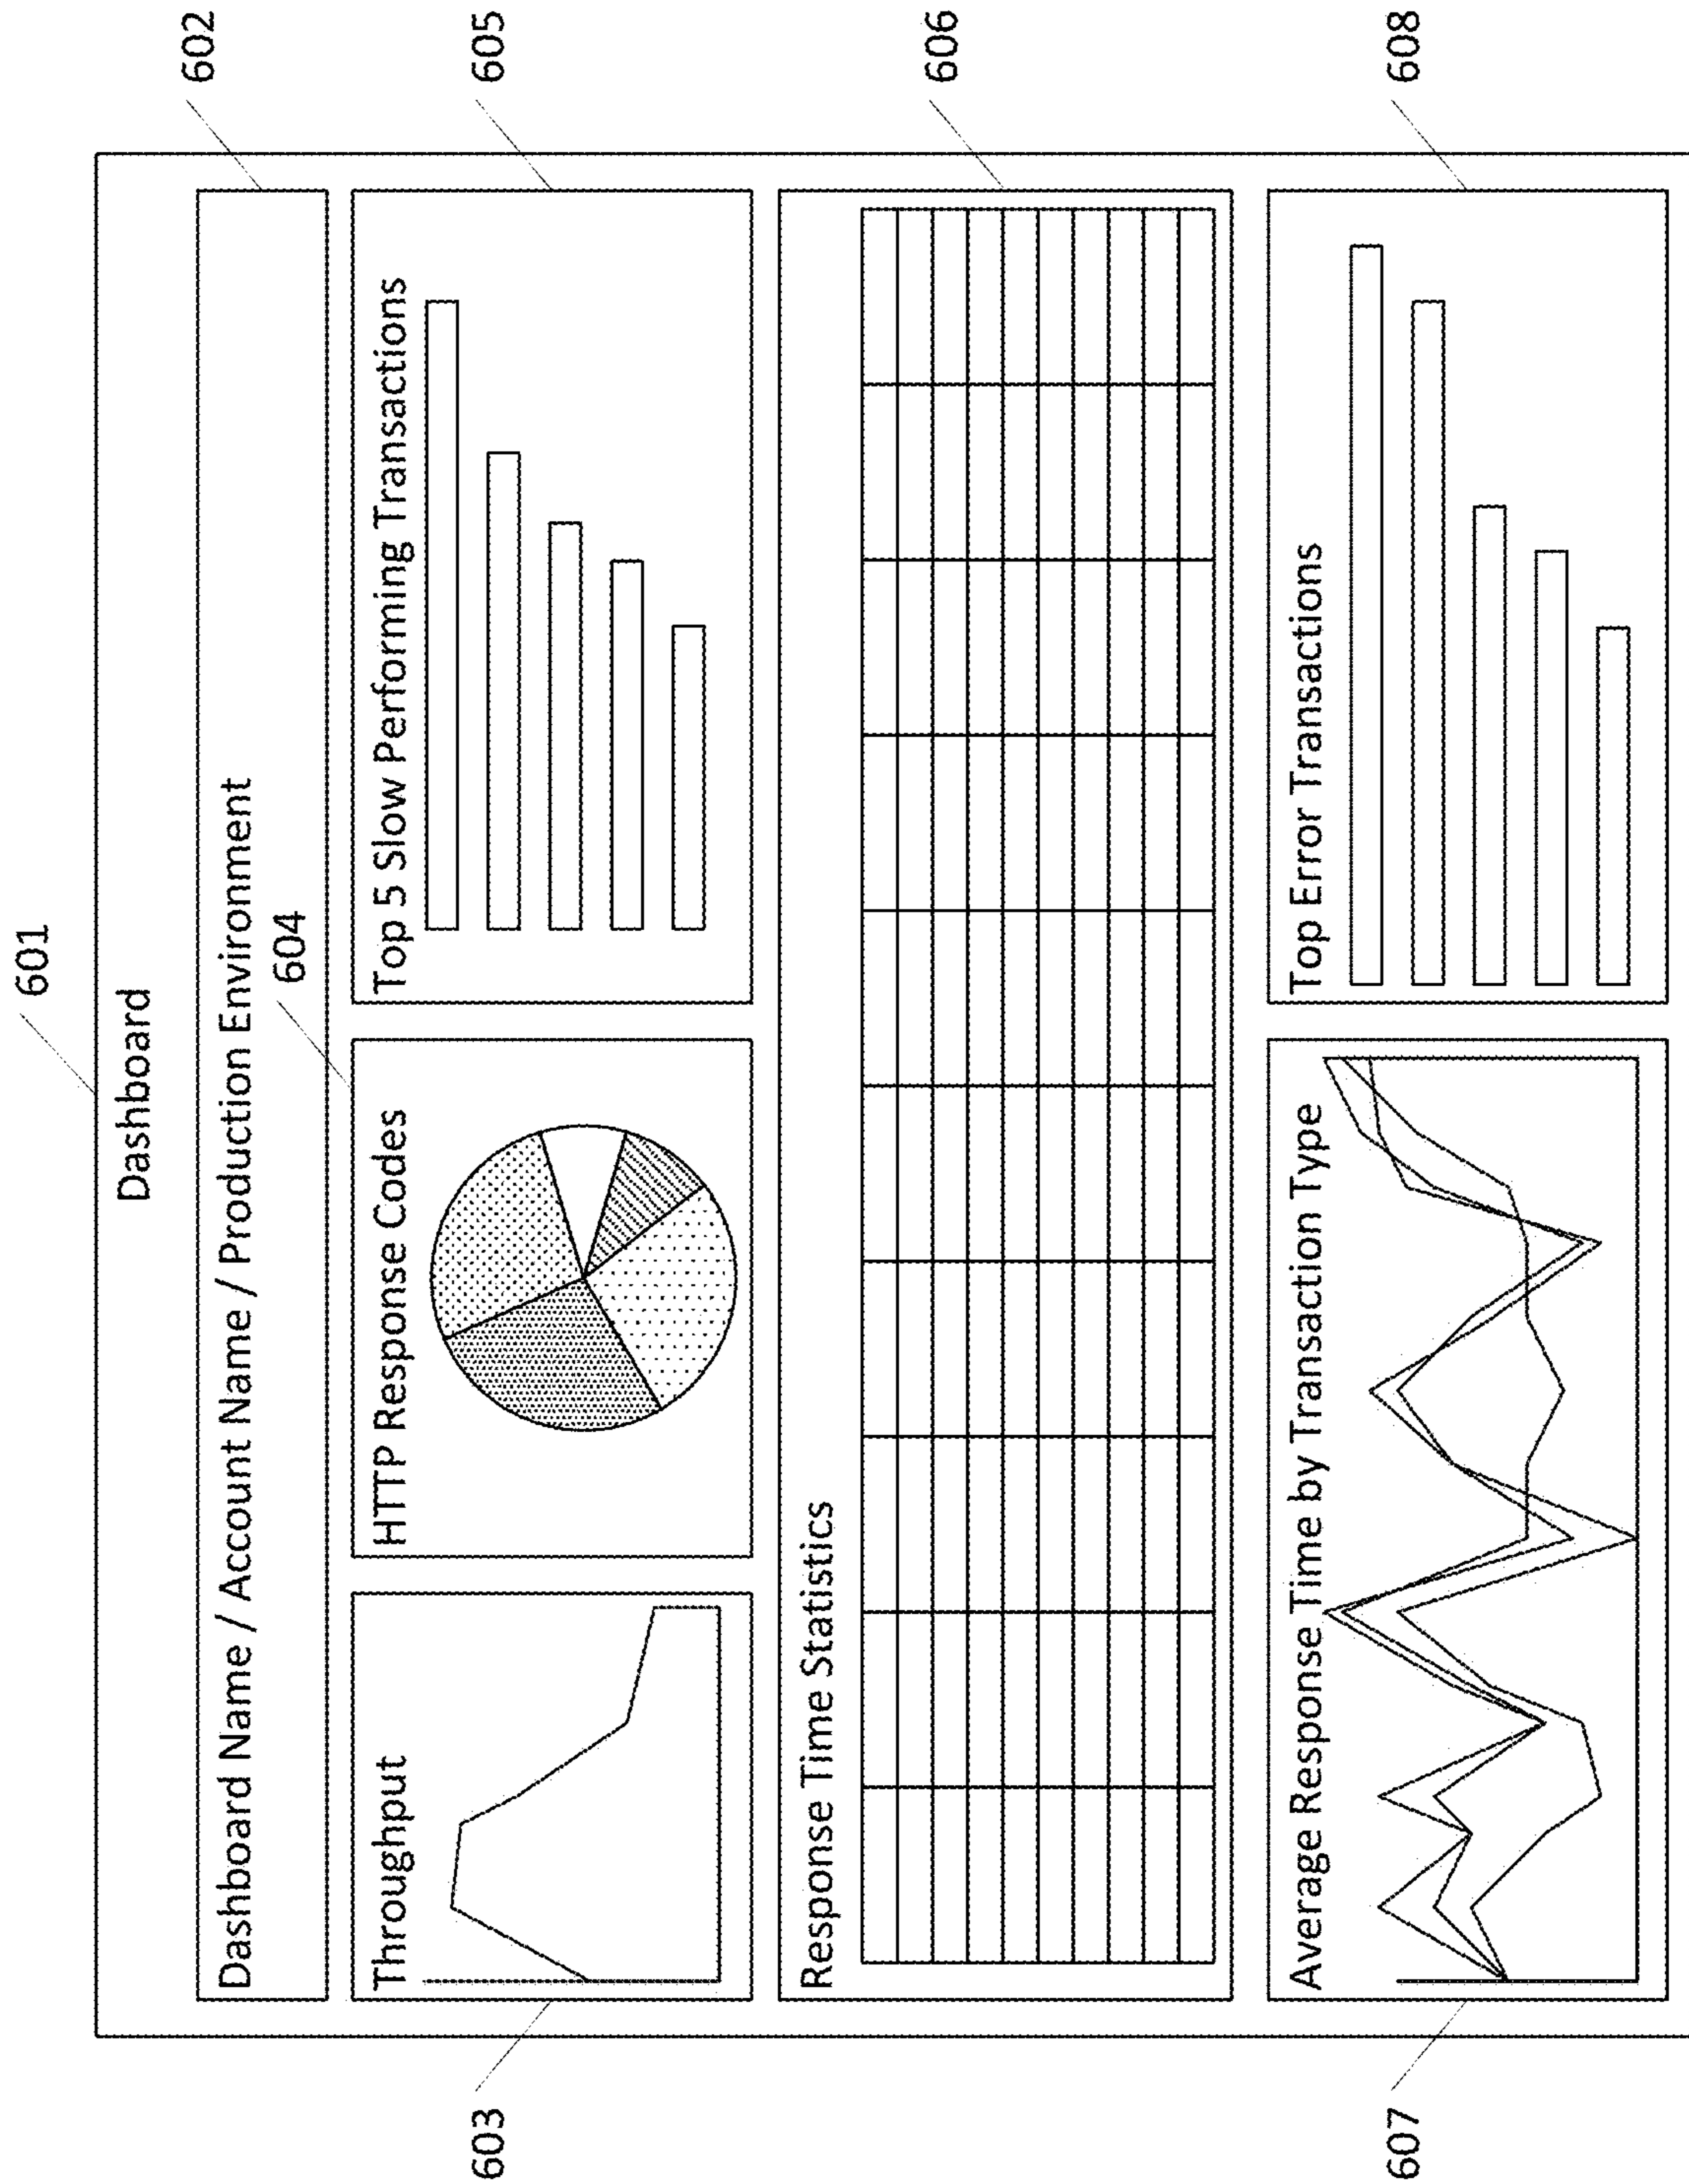 601
Dashboard
602
Dashboard Name / Account Name / Production Environment
604
603
Throughput
HTTP Response Codes
Top 5 Slow Performing Transactions
605
Response Time Statistics
606
607
Average Response Time by Transaction Type
Top Error Transactions
608